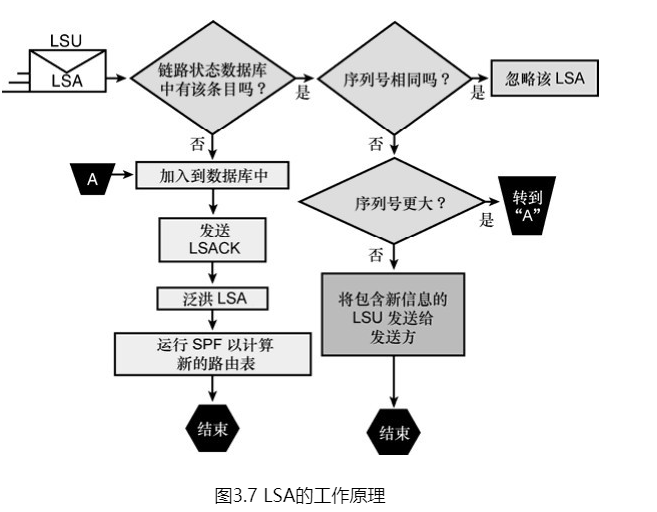 LSU
LSA
链路状态数据库
中有该条目吗？
是
序列号相同吗？
是
忽略该 LSA
否
否
A
加入到数据库中
序列号更大？
是
转到
“A”
发送
LSACK
否
泛洪 LSA
将包含新信息的
LSU 发送给
发送方
运行 SPF 以计算
新的路由表
结束
结束
图3.7 LSA的工作原理